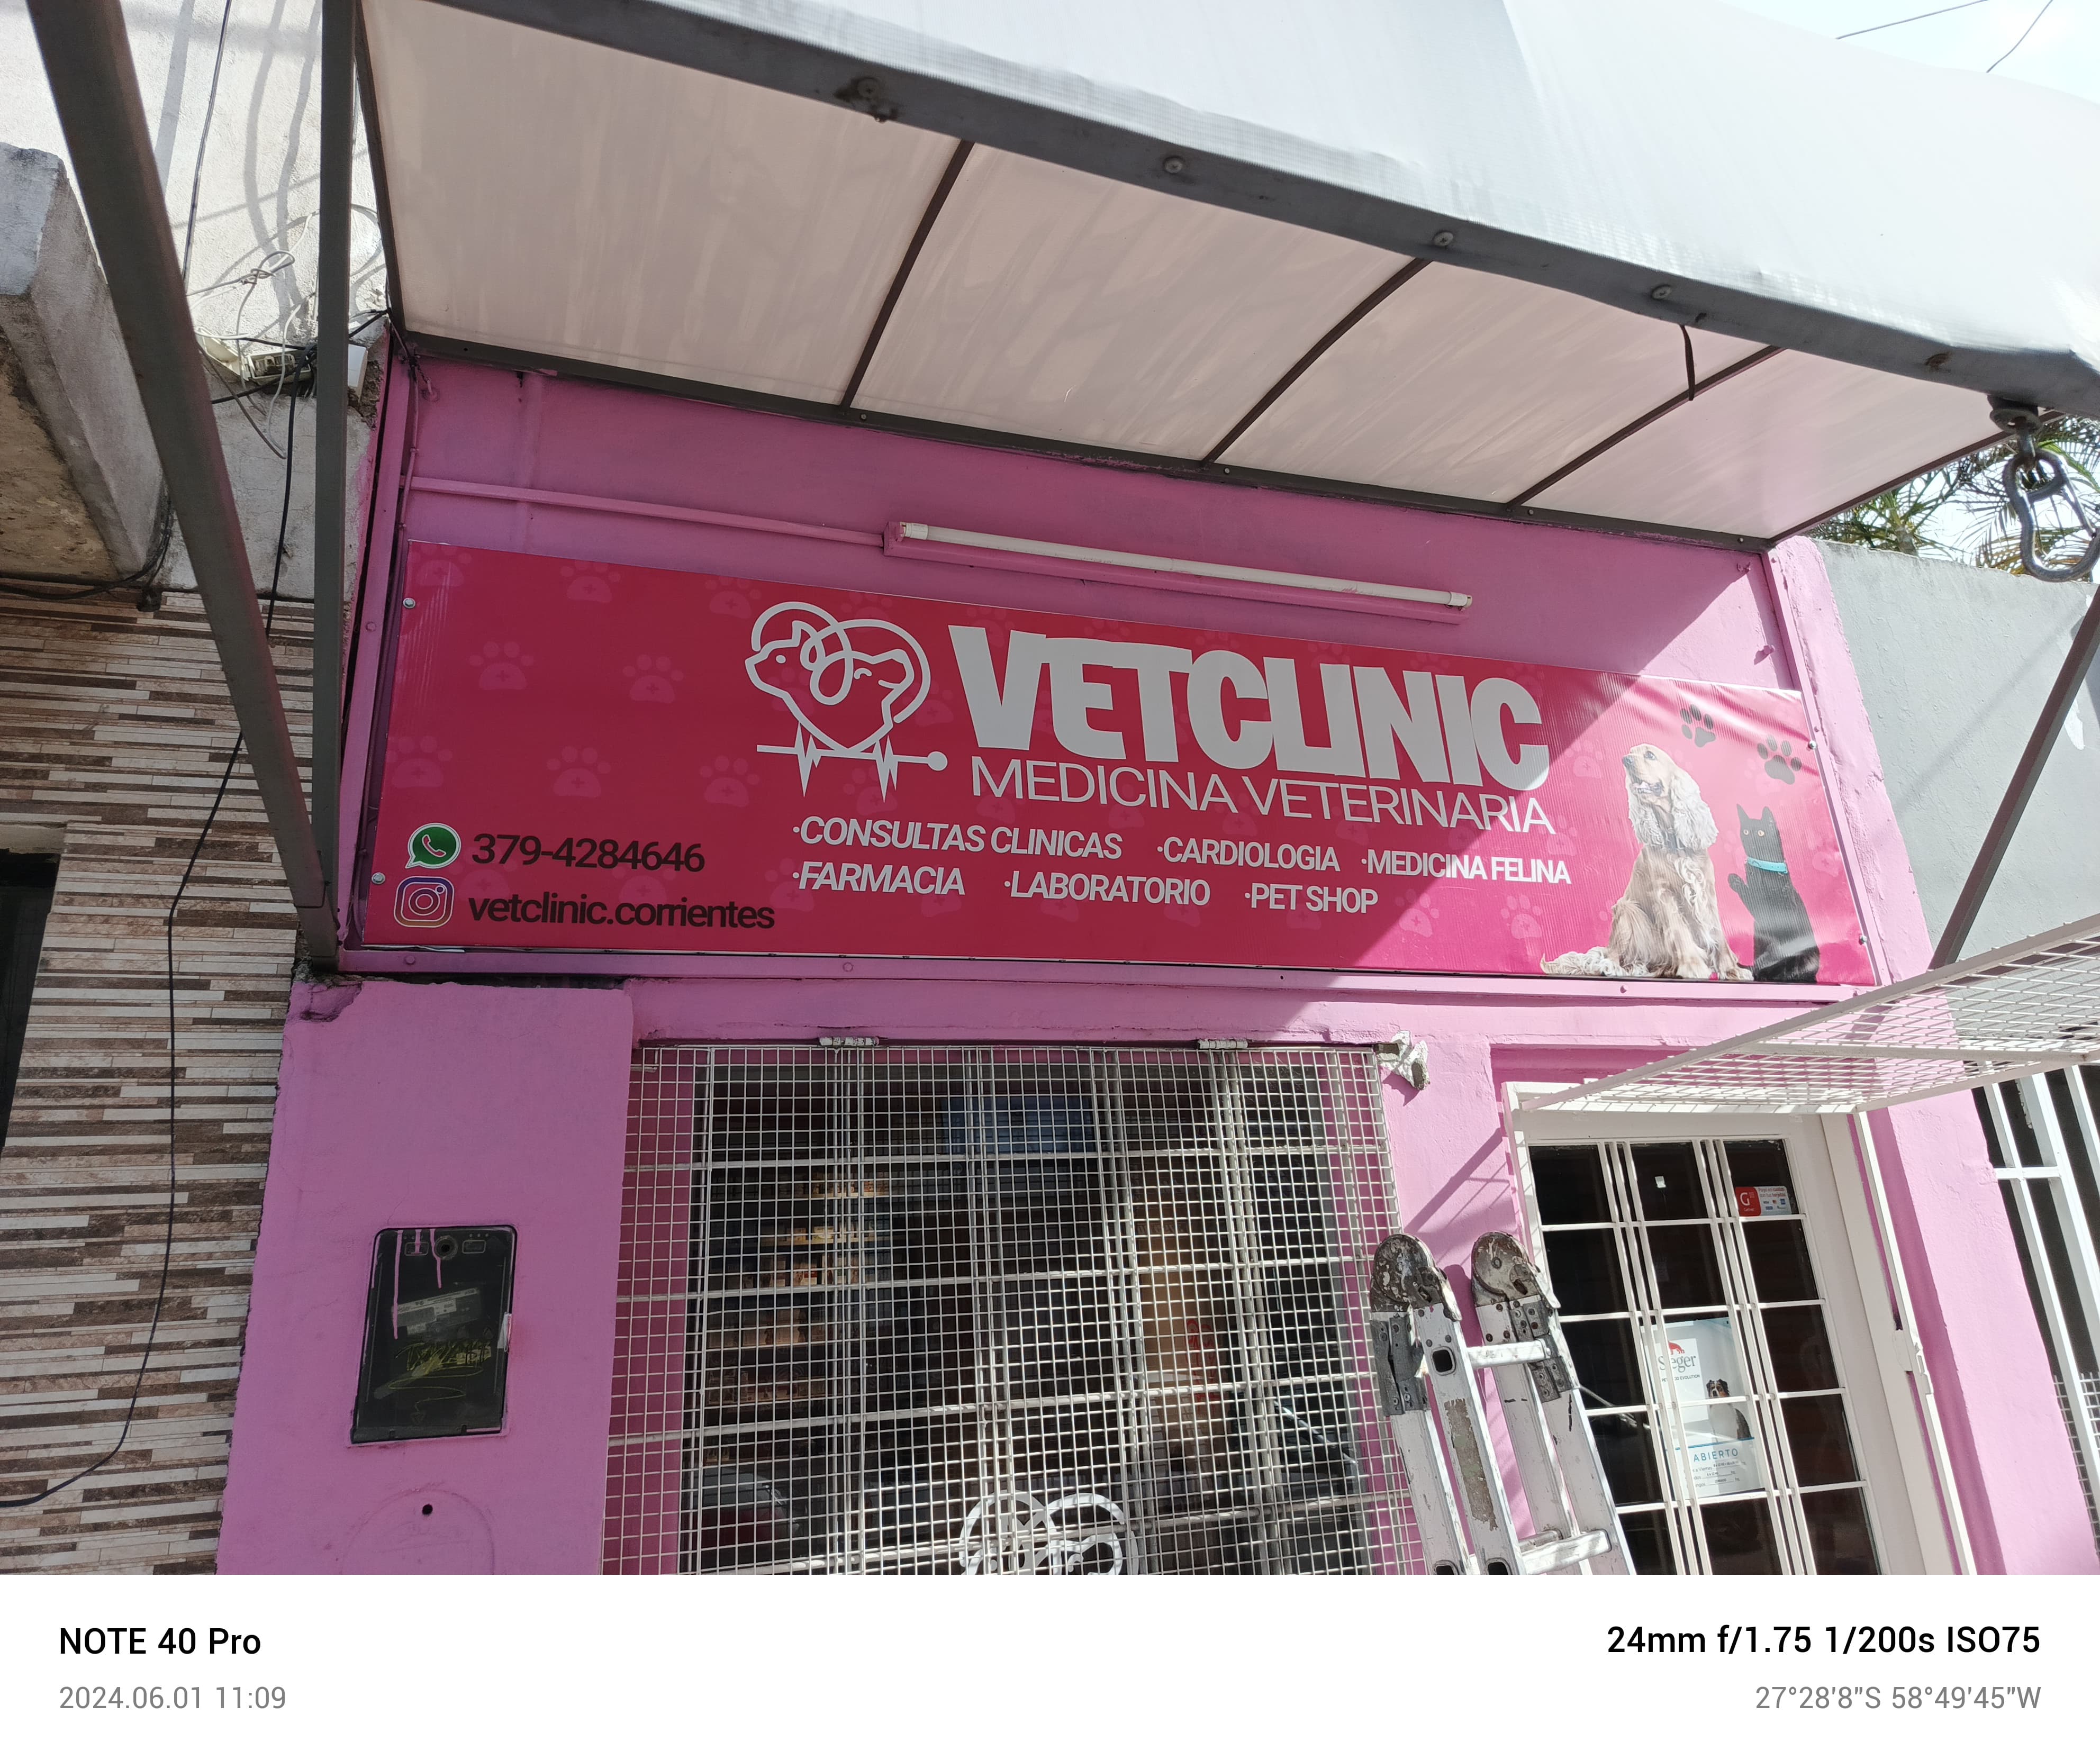 VETCLINIC
MEDICINA VETERINARIA
·CONSULTAS CLINICAS ·CARDIOLOGIA ·MEDICINA FELINA
·FARMACIA ·LABORATORIO ·PET SHOP
379-4284646
vetclinic.corrientes
G
sieger
ABIERTO
NOTE 40 Pro
2024.06.01 11:09
24mm f/1.75 1/200s ISO75
27°28'8"S 58°49'45"W